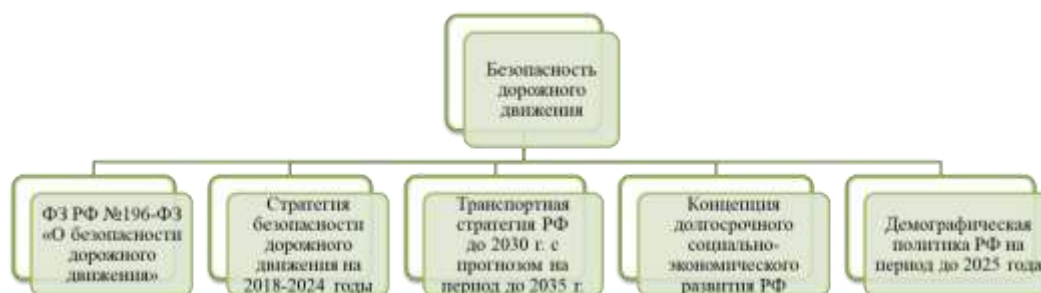 Безопасность
дорожного
движения
ФЗ РФ №196-ФЗ
«О безопасности
дорожного
движения»
Стратегия
безопасности
дорожного
движения на
2018-2024 годы
Транспортная
стратегия РФ
до 2030 г. с
прогнозом на
период до 2035 г.
Концепция
долгосрочного
социально-
экономического
развития РФ
Демографическая
политика РФ на
период до 2025 года